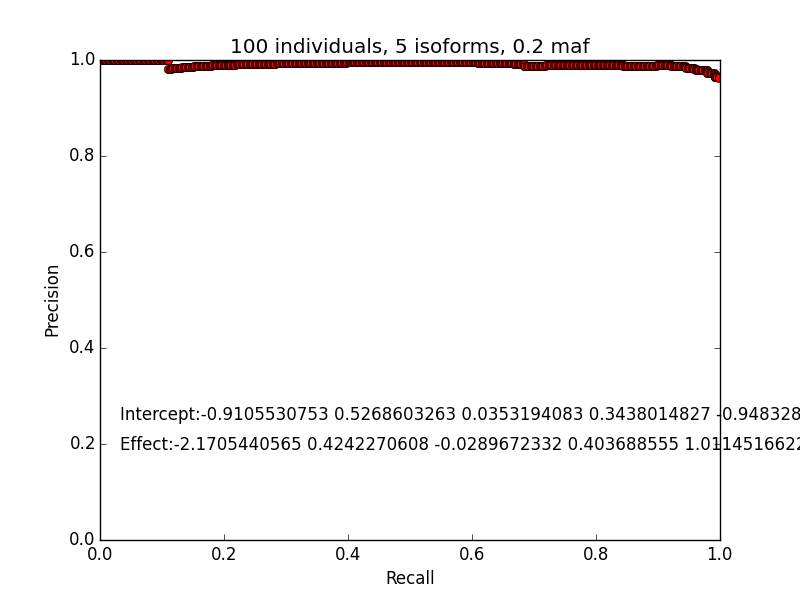 100 individuals, 5 isoforms, 0.2 maf
1.0
0.8
0.6
0.4
0.2
0.0
Precision
Intercept:-0.9105530753 0.5268603263 0.0353194083 0.3438014827 -0.948328
Effect:-2.1705440565 0.4242270608 -0.0289672332 0.403688555 1.0114516622
0.0 0.2 0.4 0.6 0.8 1.0
Recall